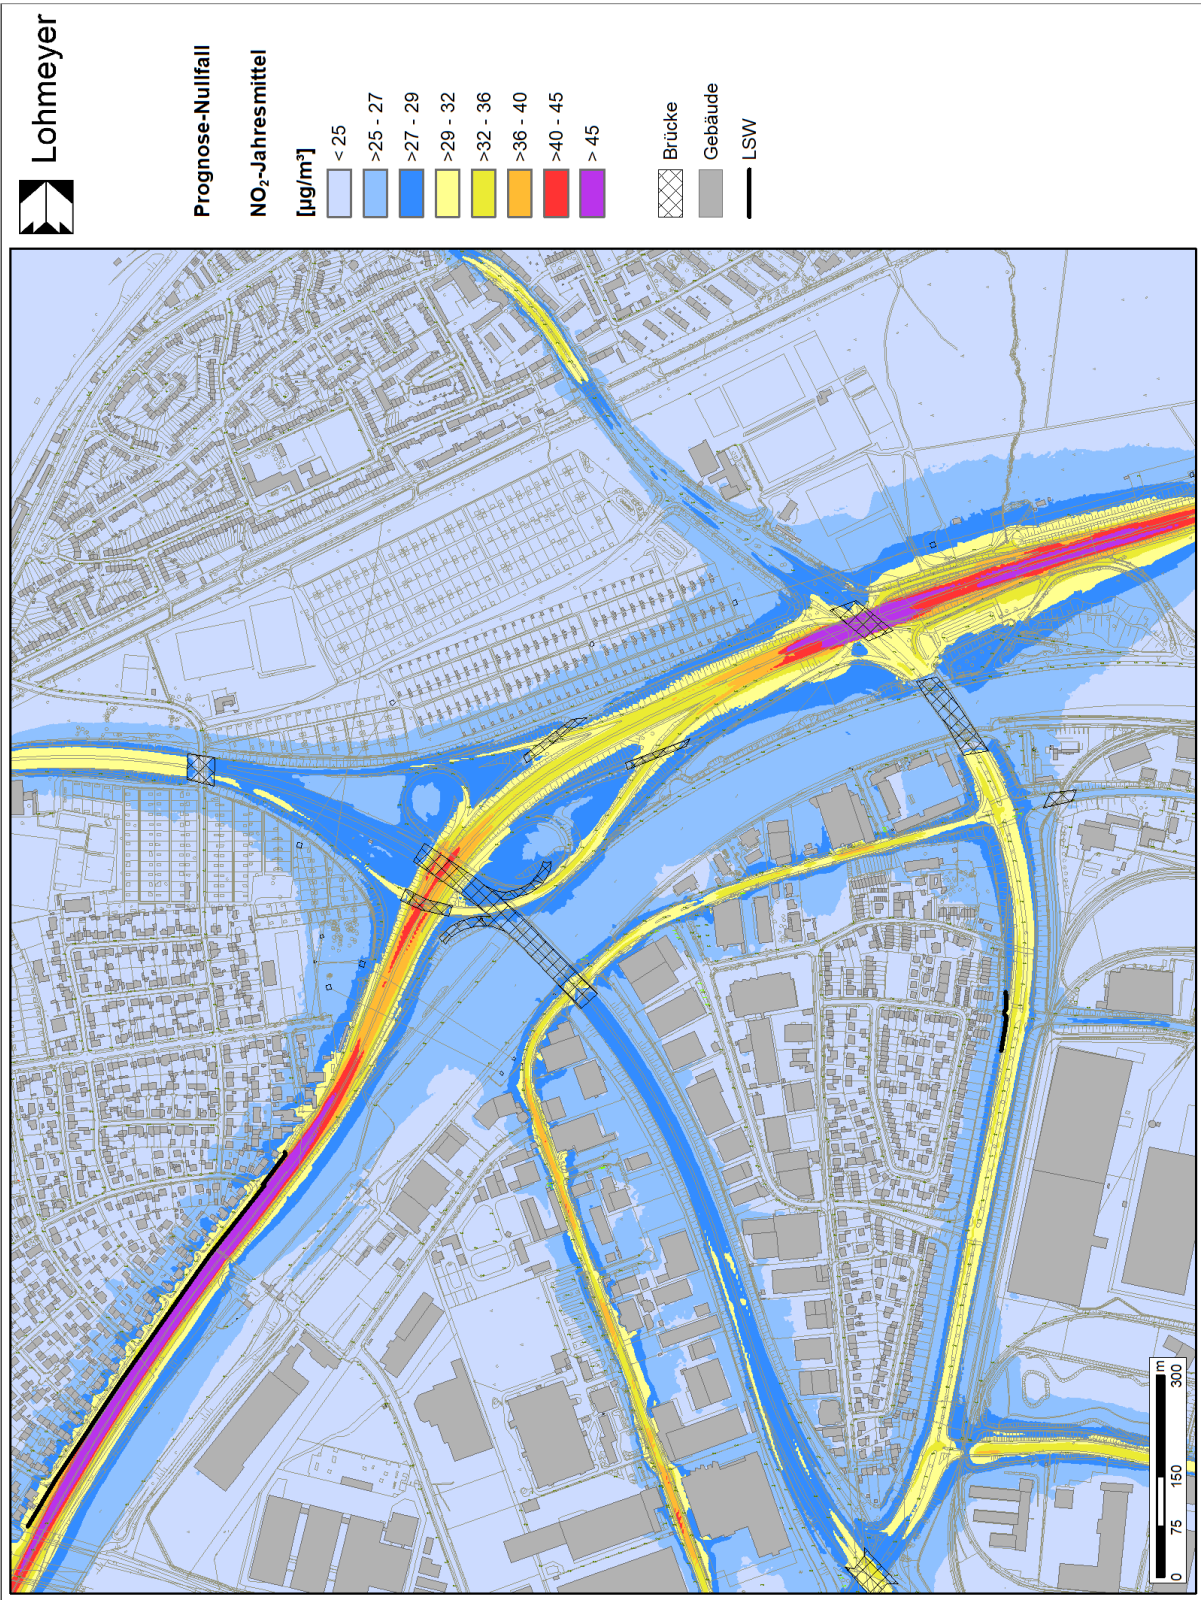 Lohmeyer
Prognose-Nullfall
NO₂-Jahresmittel
[µg/m³]
< 25
>25 - 27
>27 - 29
>29 - 32
>32 - 36
>36 - 40
>40 - 45
> 45
Brücke
Gebäude
LSW
0 75 150 300
m